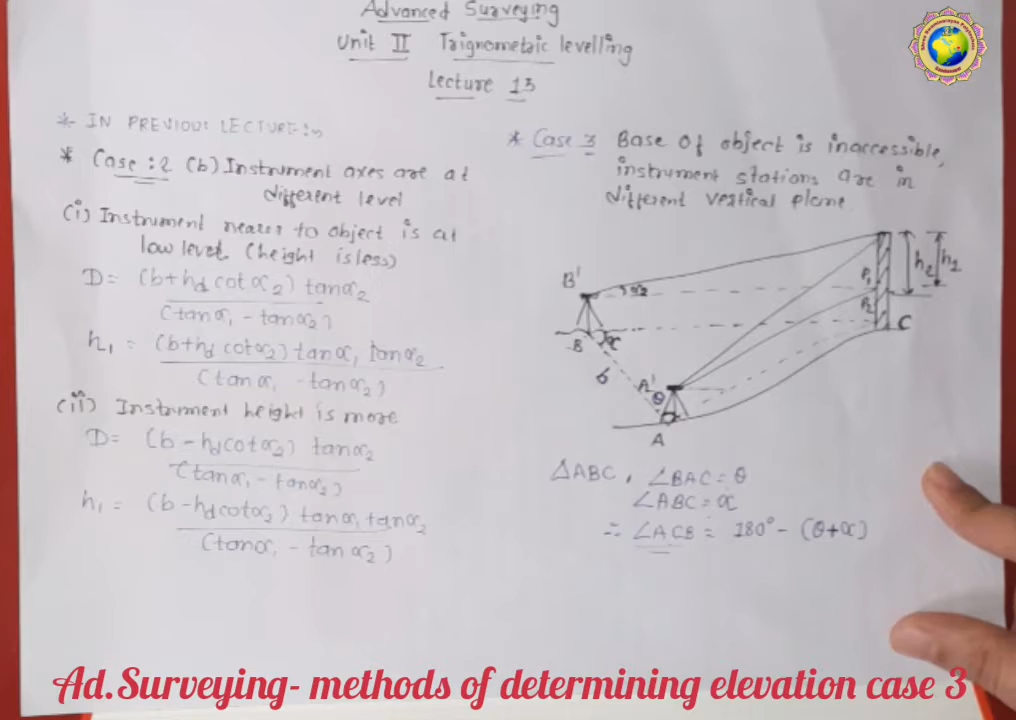 Advanced Surveying
Unit II Trignometric levelling
Lecture 13
* IN PREVIOUS LECTURE:-
* Case :2 (b) Instrument axes are at
different level
(i) Instrument nearer to object is at
low level. (height is less)
D = (b+hd cot α2) tan α2
(tan α1 - tan α2)
h1 = (b+hd cot α2) tan α1 tan α2
(tan α1 - tan α2)
(ii) Instrument height is more
D = (b - hd cot α2) tan α2
(tan α1 - tan α2)
h1 = (b - hd cot α2) tan α1 tan α2
(tan α1 - tan α2)
* Case 3 Base of object is inaccessible,
instrument stations are in
different vertical plane
B'
α2
P1
P2
h2
h1
C
B
α
b
A'
θ
A
△ABC, ∠BAC = θ
∠ABC = α
∴ ∠ACB = 180° - (θ+α)
Ad.Surveying- methods of determining elevation case 3